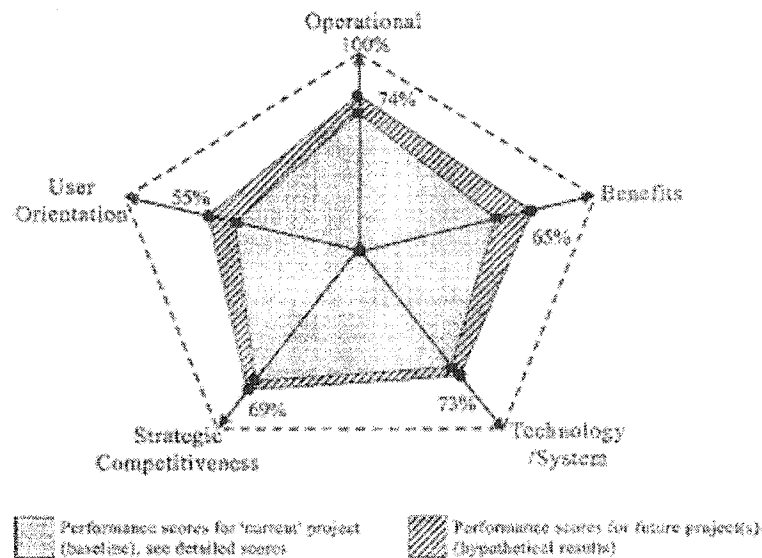 Operational
100%
74%
User
Orientation
55%
Benefits
65%
69%
73%
Strategic
Competitiveness
Technology
/System
Performance scores for 'current' project
(baseline), see detailed scores
Performance scores for future project(s)
(hypothetical results)